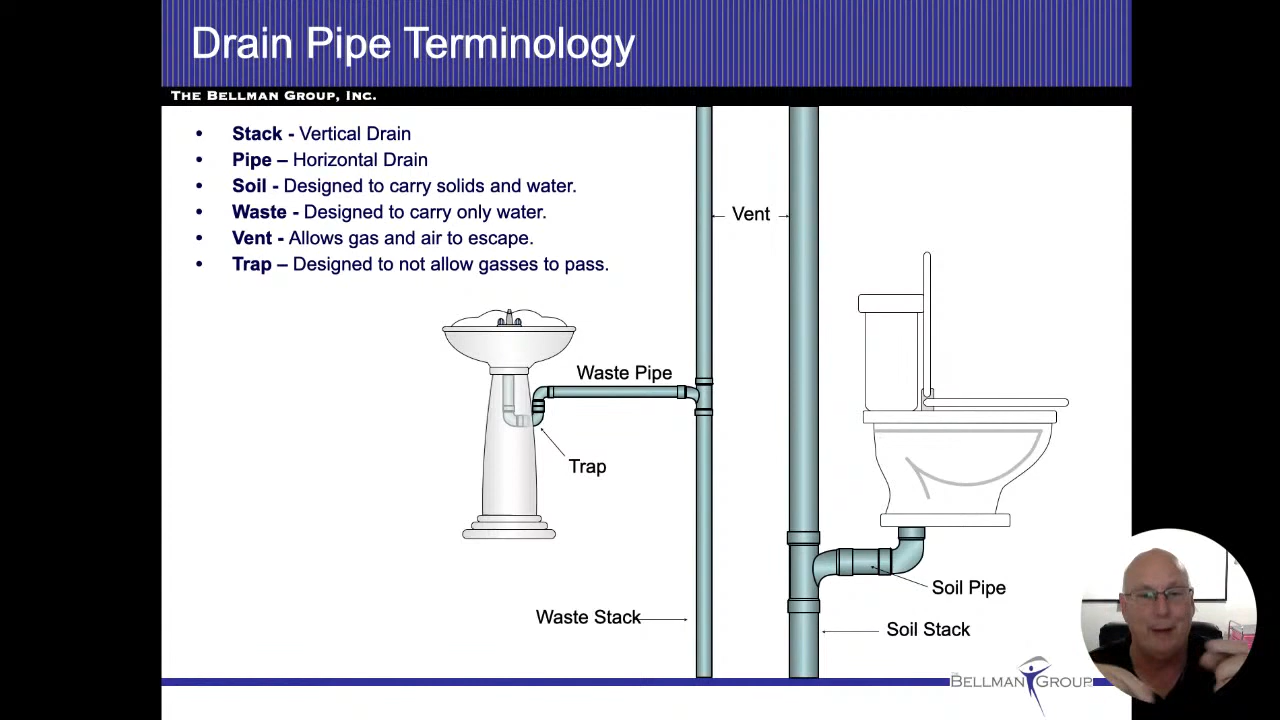 Drain Pipe Terminology
THE BELLMAN GROUP, INC.
• Stack - Vertical Drain
• Pipe – Horizontal Drain
• Soil - Designed to carry solids and water.
• Waste - Designed to carry only water.
• Vent - Allows gas and air to escape.
• Trap – Designed to not allow gasses to pass.
Vent
Waste Pipe
Trap
Soil Pipe
Waste Stack
Soil Stack
THE BELLMAN GROUP